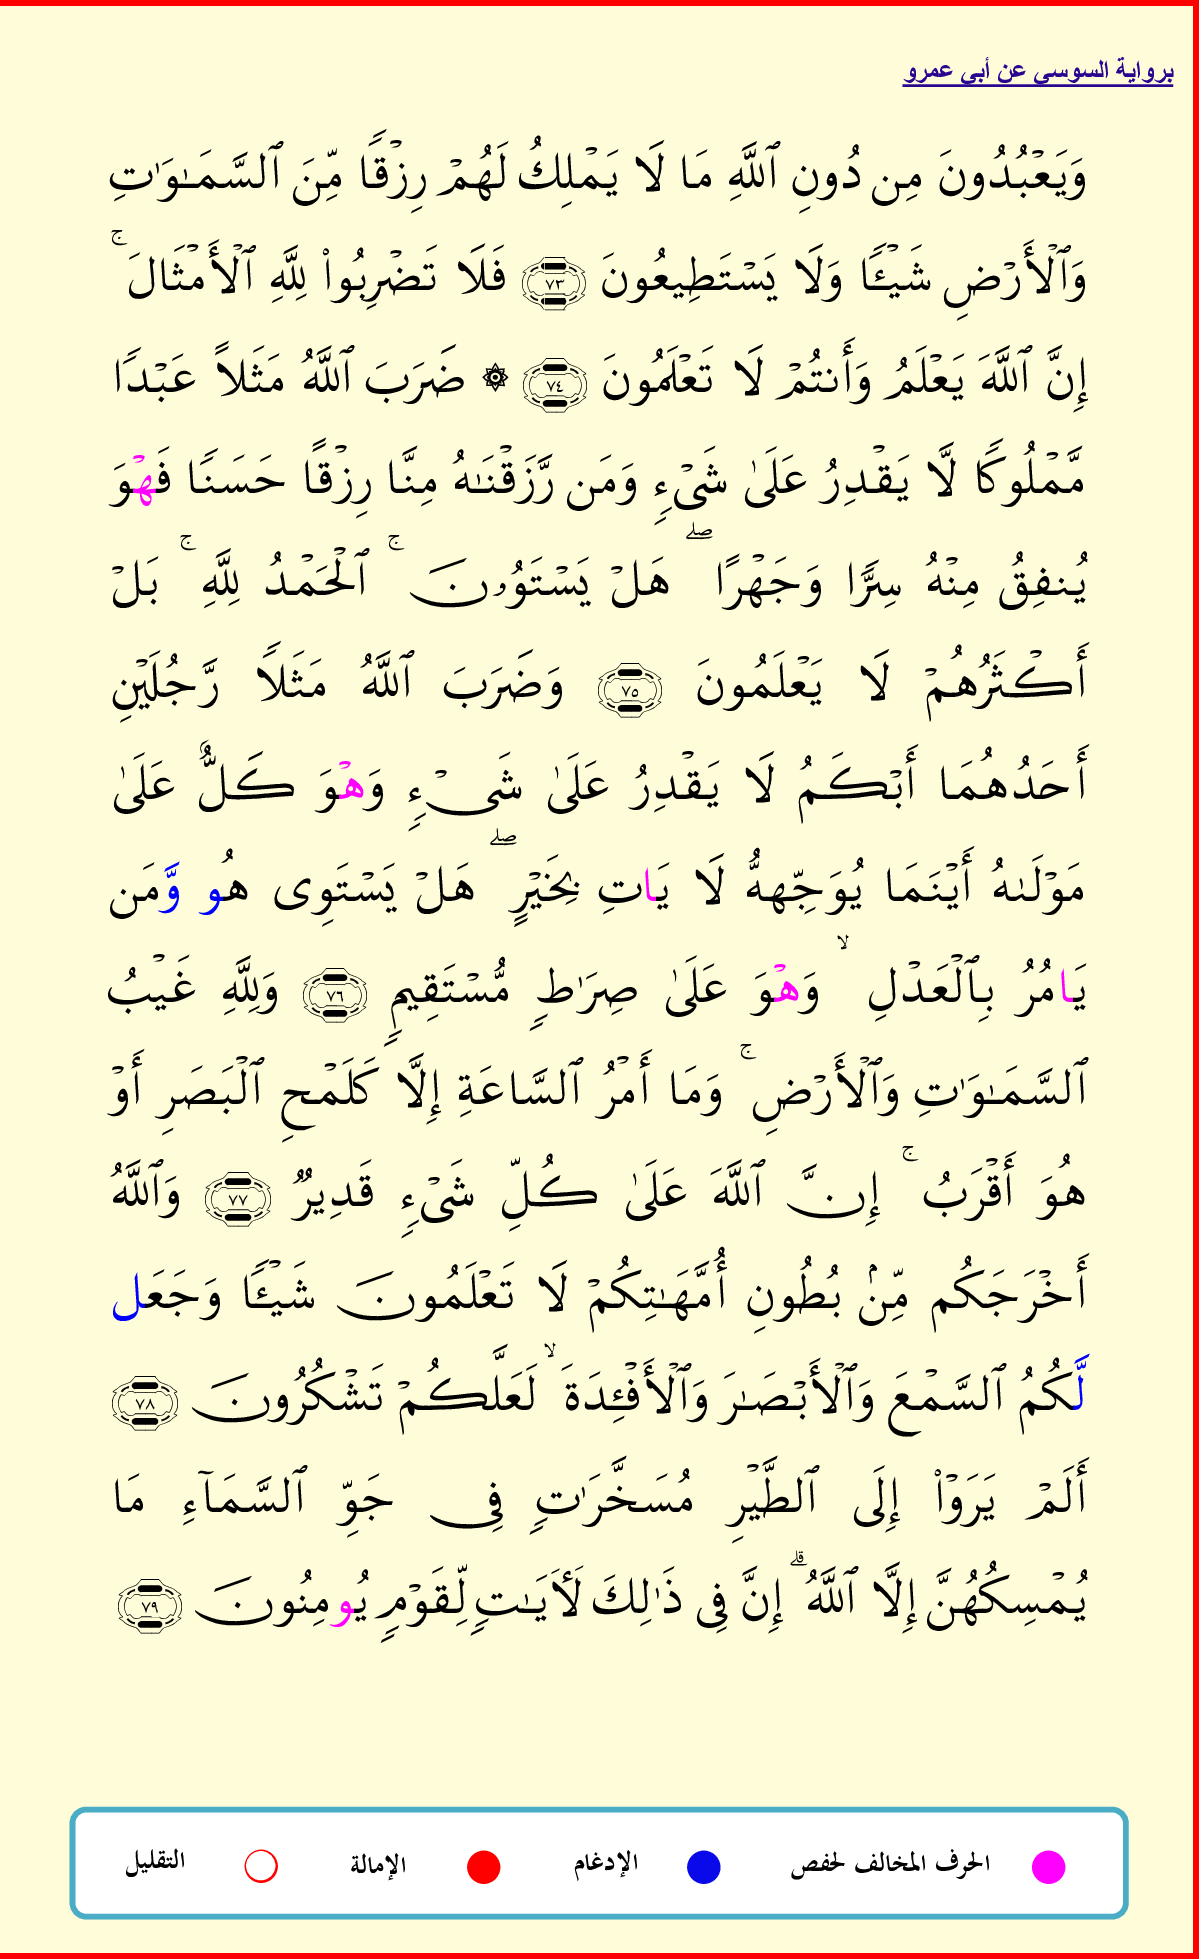 برواية السوسي عن أبي عمرو
وَيَعۡبُدُونَ مِن دُونِ ٱللَّهِ مَا لَا يَمۡلِكُ لَهُمۡ رِزۡقࣰا مِّنَ ٱلسَّمَـٰوَ ٰتِ
وَٱلۡأَرۡضِ شَيۡـࣰٔا وَلَا يَسۡتَطِيعُونَ ٧٣ فَلَا تَضۡرِبُوا۟ لِلَّهِ ٱلۡأَمۡثَالَۚ
إِنَّ ٱللَّهَ يَعۡلَمُ وَأَنتُمۡ لَا تَعۡلَمُونَ ٧٤ ۞ ضَرَبَ ٱللَّهُ مَثَلاً عَبۡدࣰا
مَّمۡلُوكࣰا لَّا يَقۡدِرُ عَلَىٰ شَيۡءࣲ وَمَن رَّزَقۡنَـٰهُ مِنَّا رِزۡقًا حَسَنࣰا فَهۡوَ
يُنفِقُ مِنۡهُ سِرࣰّا وَجَهۡرًاۖ هَلۡ يَسۡتَوُۥنَۚ ٱلۡحَمۡدُ لِلَّهِۚ بَلۡ
أَكۡثَرُهُمۡ لَا يَعۡلَمُونَ ٧٥ وَضَرَبَ ٱللَّهُ مَثَلاً رَّجُلَيۡنِ
أَحَدُهُمَا أَبۡكَمُ لَا يَقۡدِرُ عَلَىٰ شَيۡءࣲ وَهۡوَ كَلٌّ عَلَىٰ
مَوۡلَىٰهُ أَيۡنَمَا يُوَجِّههُّ لَا يَاتِ بِخَيۡرٍۖ هَلۡ يَسۡتَوِى هُو وَّمَن
يَامُرُ بِٱلۡعَدۡلِۙ وَهۡوَ عَلَىٰ صِرَ ٰطࣲ مُّسۡتَقِيمࣲ ٧٦ وَلِلَّهِ غَيۡبُ
ٱلسَّمَـٰوَ ٰتِ وَٱلۡأَرۡضِۚ وَمَا أَمۡرُ ٱلسَّاعَةِ إِلَّا كَلَمۡحِ ٱلۡبَصَرِ أَوۡ
هُوَ أَقۡرَبُۚ إِنَّ ٱللَّهَ عَلَىٰ كُلِّ شَيۡءࣲ قَدِيرࣱ ٧٧ وَٱللَّهُ
أَخۡرَجَكُم مِّنۢ بُطُونِ أُمَّهَـٰتِكُمۡ لَا تَعۡلَمُونَ شَيۡـࣰٔا وَجَعَل
لَّكُمُ ٱلسَّمۡعَ وَٱلۡأَبۡصَـٰرَ وَٱلۡأَفۡـِٔدَةَۙ لَعَلَّكُمۡ تَشۡكُرُونَ ٧٨
أَلَمۡ يَرَوۡا۟ إِلَى ٱلطَّيۡرِ مُسَخَّرَ ٰتࣲ فِى جَوِّ ٱلسَّمَآءِ مَا
يُمۡسِكُهُنَّ إِلَّا ٱللَّهُۗ إِنَّ فِى ذَ ٰلِكَ لَأَيَـٰتࣲ لِّقَوۡمࣲ يُومِنُونَ ٧٩
الحرف المخالف لحفص الإدغام الإمالة التقليل